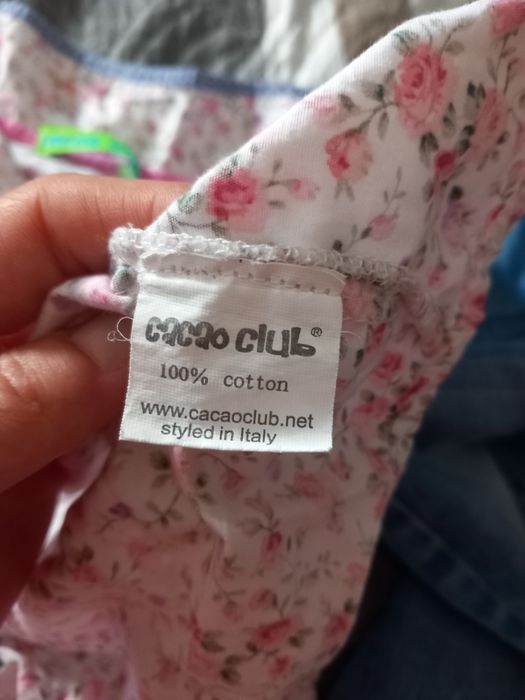 cacao club®
100% cotton
www.cacaoclub.net
styled in Italy